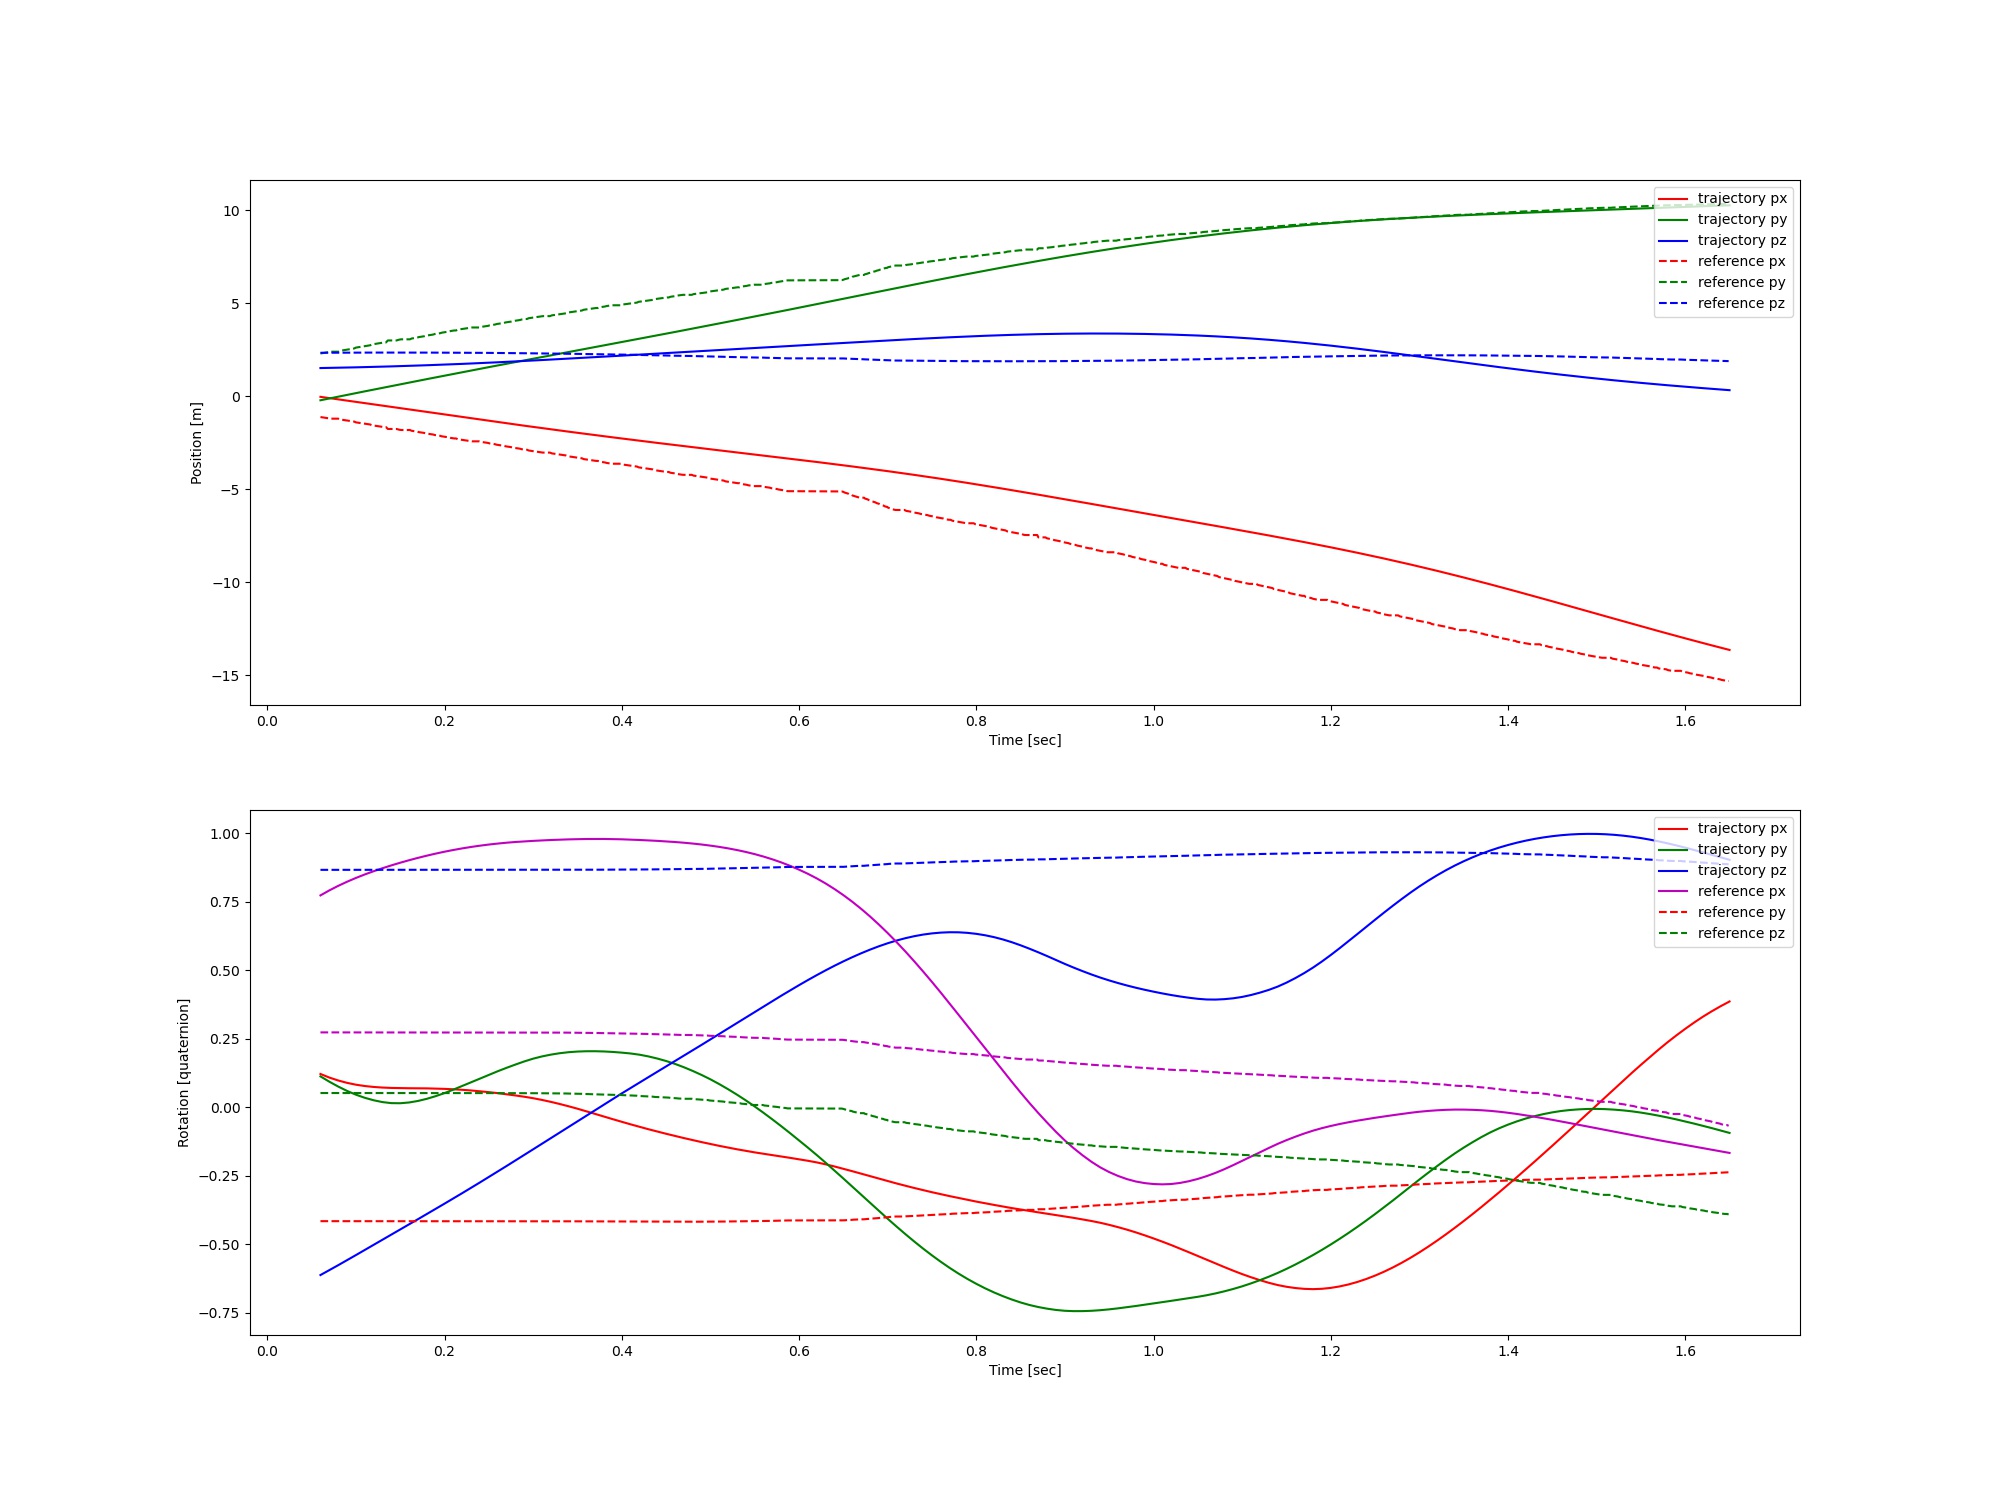 10
5
0
−5
−10
−15
Position [m]
0.0 0.2 0.4 0.6 0.8 1.0 1.2 1.4 1.6
Time [sec]
trajectory px
trajectory py
trajectory pz
reference px
reference py
reference pz
1.00
0.75
0.50
0.25
0.00
−0.25
−0.50
−0.75
Rotation [quaternion]
0.0 0.2 0.4 0.6 0.8 1.0 1.2 1.4 1.6
Time [sec]
trajectory px
trajectory py
trajectory pz
reference px
reference py
reference pz